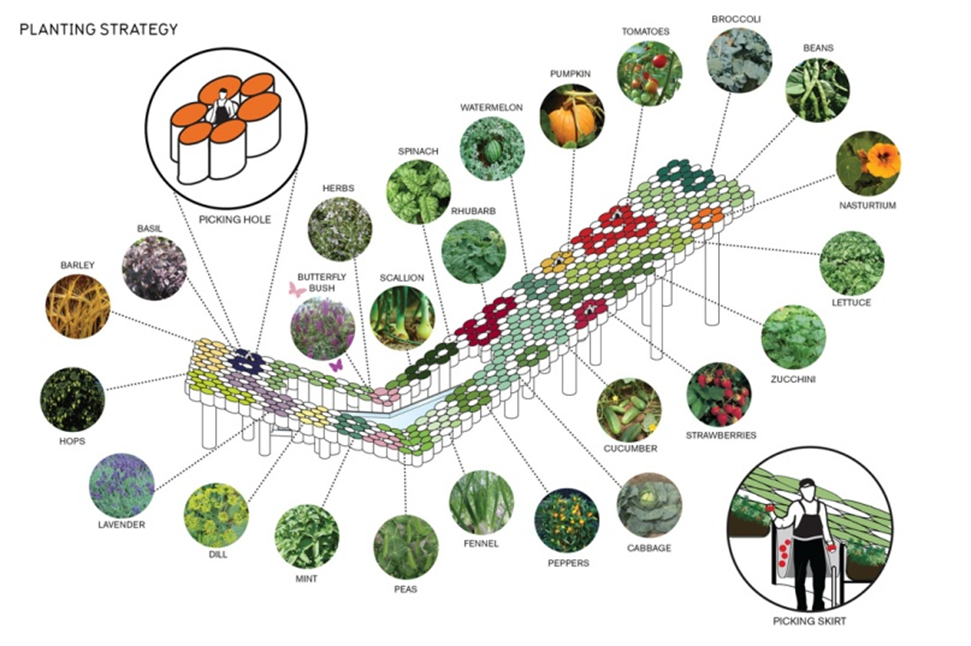 PLANTING STRATEGY
BROCCOLI
TOMATOES
BEANS
PUMPKIN
WATERMELON
SPINACH
HERBS
RHUBARB
NASTURTIUM
PICKING HOLE
BASIL
BARLEY
BUTTERFLY
BUSH
SCALLION
LETTUCE
ZUCCHINI
HOPS
STRAWBERRIES
CUCUMBER
LAVENDER
DILL
MINT
PEAS
FENNEL
PEPPERS
CABBAGE
PICKING SKIRT